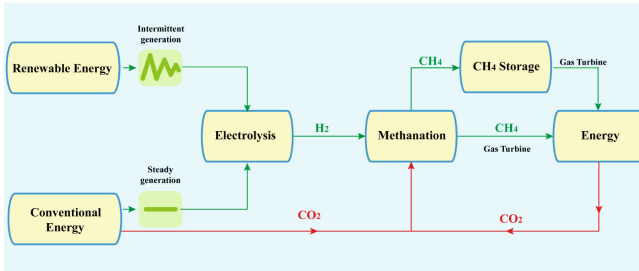 Intermittent
generation
Renewable Energy
CH4
CH4 Storage
Gas Turbine
Electrolysis
H2
Methanation
CH4
Gas Turbine
Energy
Steady
generation
Conventional
Energy
CO2
CO2